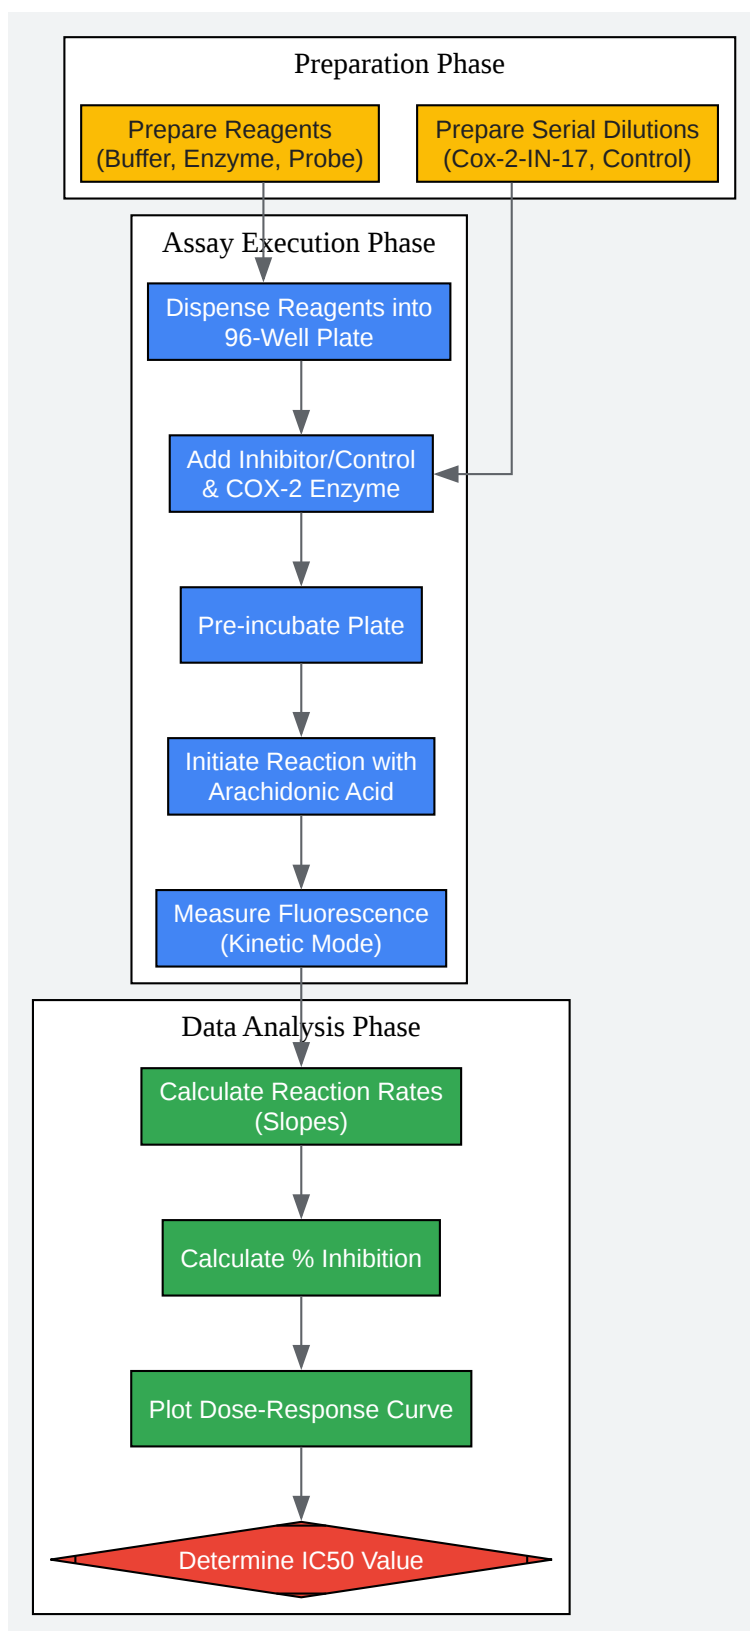 Preparation Phase
Prepare Reagents
(Buffer, Enzyme, Probe)
Prepare Serial Dilutions
(Cox-2-IN-17, Control)
Assay Execution Phase
Dispense Reagents into
96-Well Plate
Add Inhibitor/Control
& COX-2 Enzyme
Pre-incubate Plate
Initiate Reaction with
Arachidonic Acid
Measure Fluorescence
(Kinetic Mode)
Data Analysis Phase
Calculate Reaction Rates
(Slopes)
Calculate % Inhibition
Plot Dose-Response Curve
Determine IC50 Value